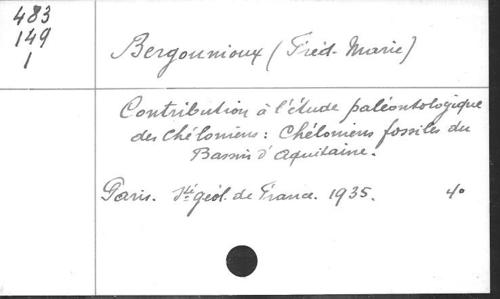 483
149
1
Bergounioux (Fréd-Marie)
Contribution à l'étude paléontologique
des Chéloniens: Chéloniens fossiles du
Bassin d'Aquitaine.
Paris. Sté géol. de France. 1935. 4o